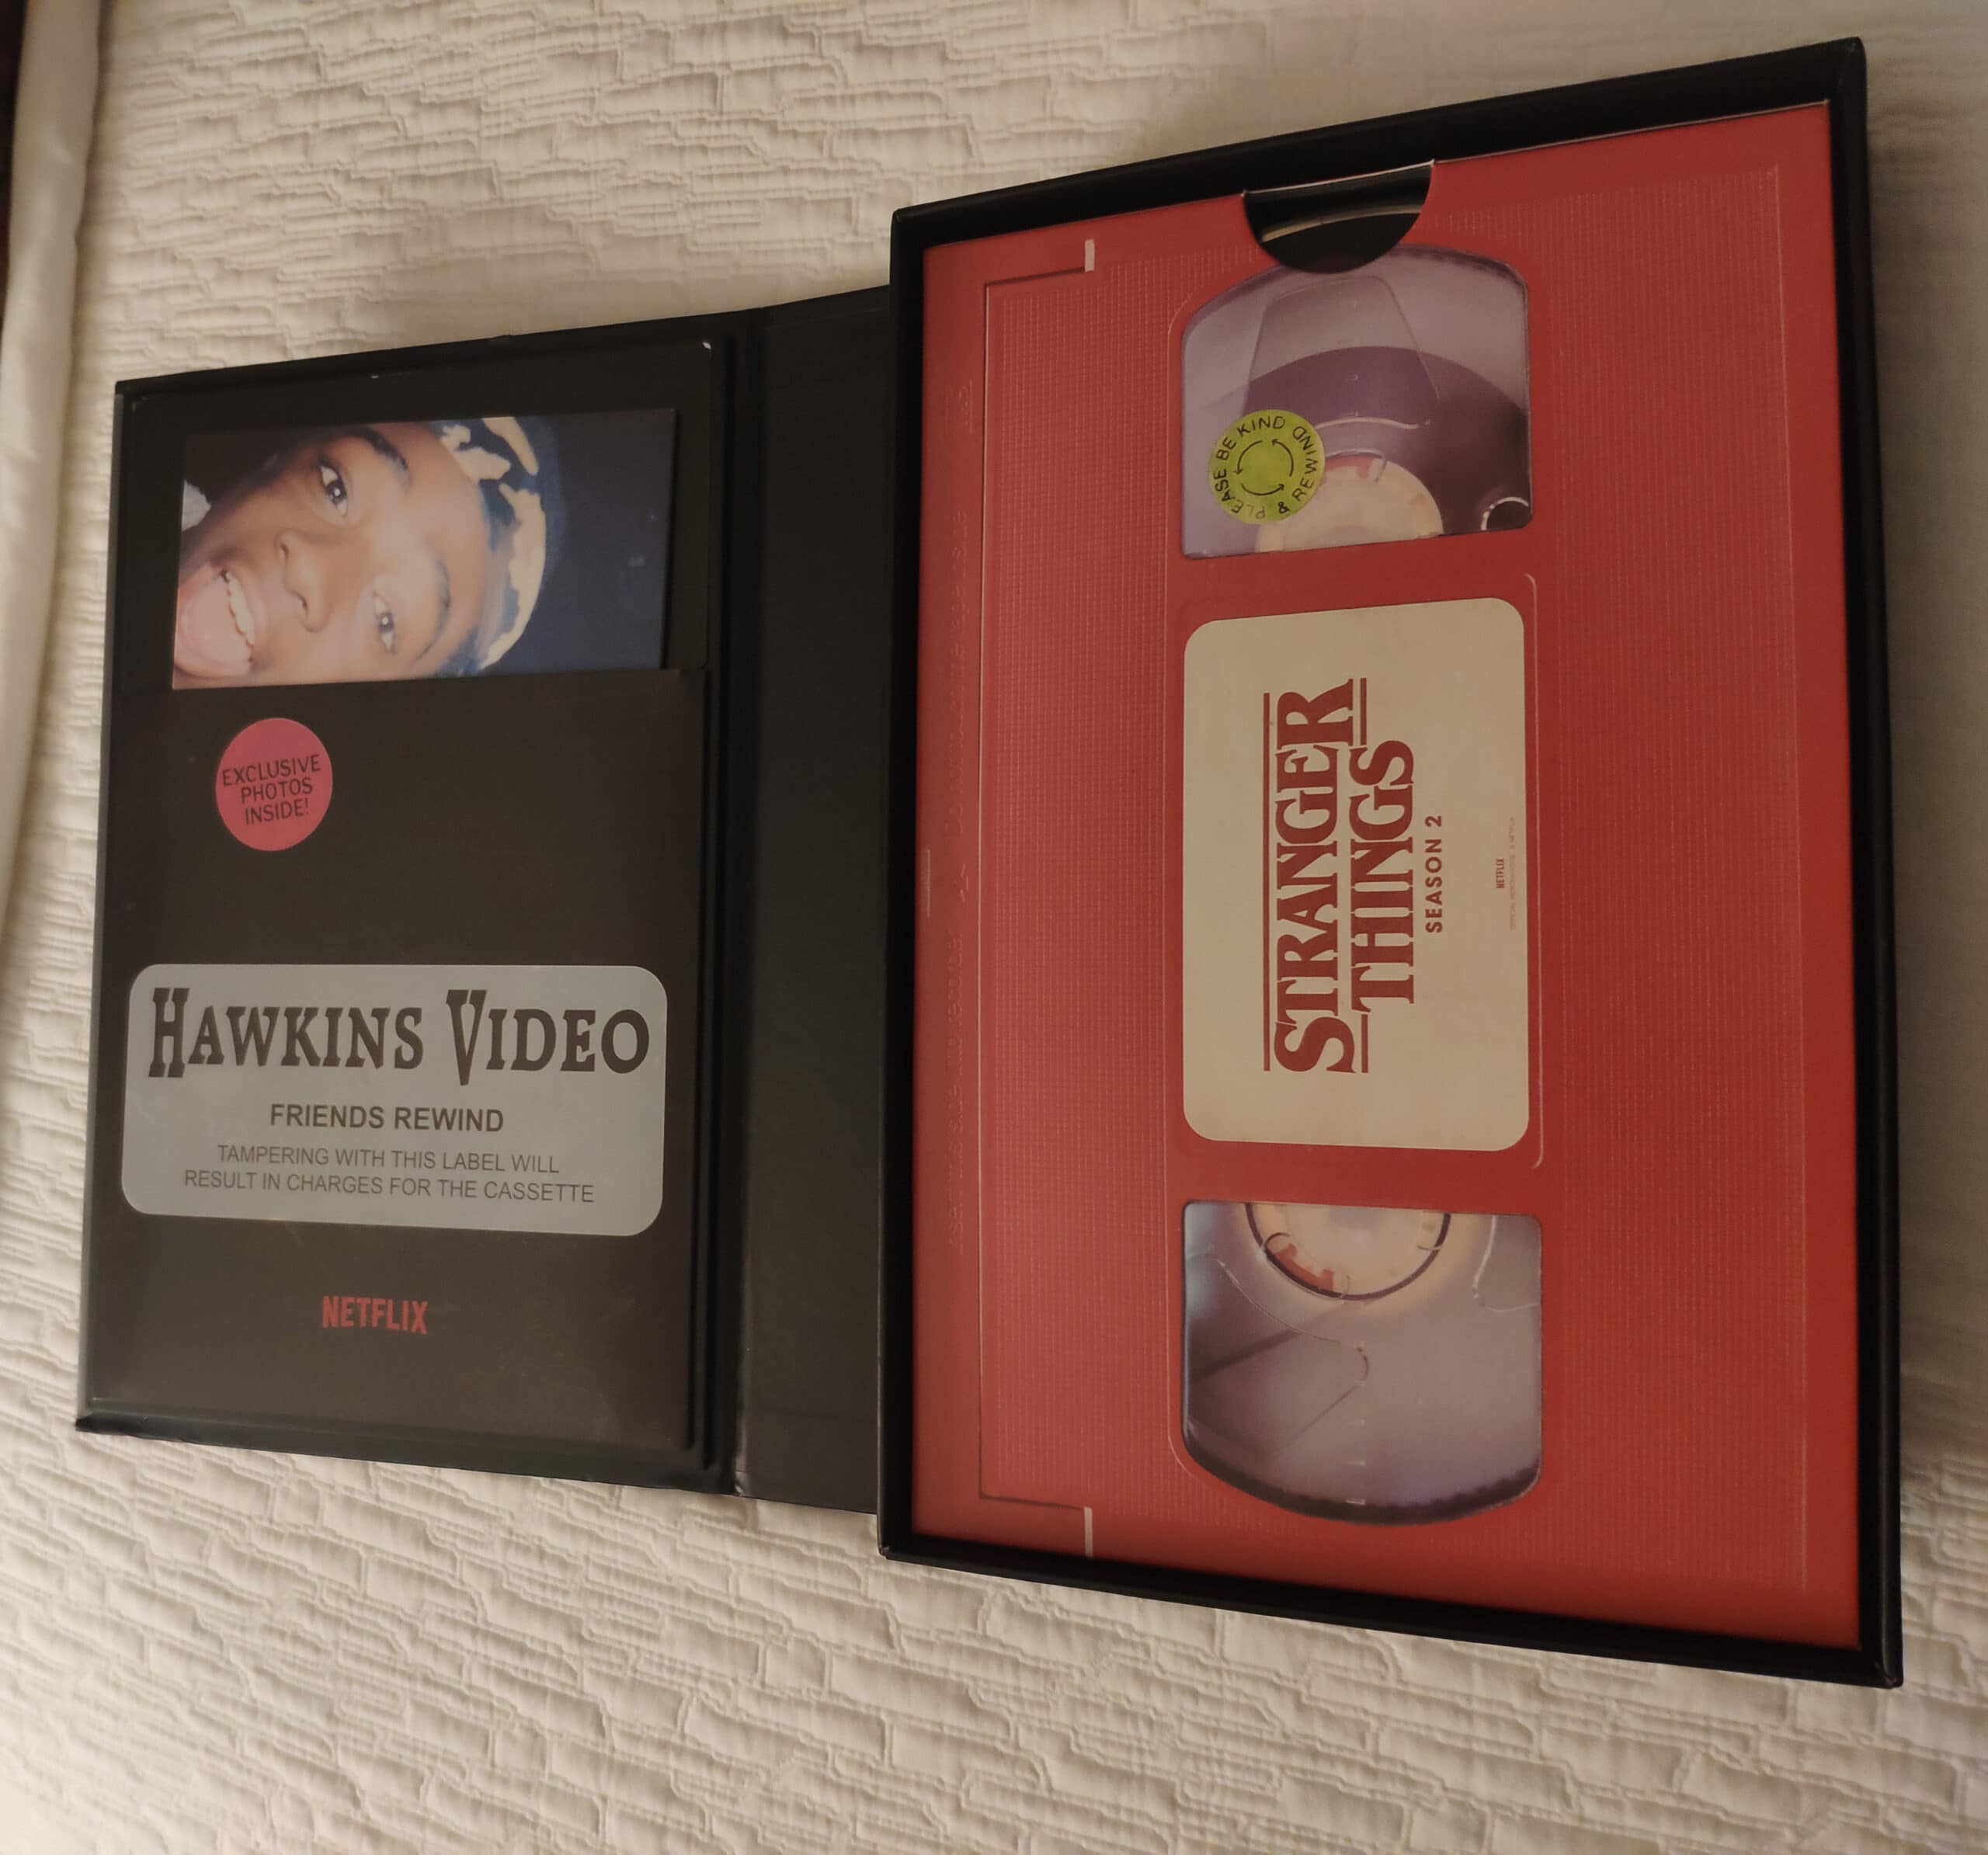 EXCLUSIVE
PHOTOS
INSIDE!
HAWKINS VIDEO
FRIENDS REWIND
TAMPERING WITH THIS LABEL WILL
RESULT IN CHARGES FOR THE CASSETTE
NETFLIX
PLEASE BE KIND & REWIND
STRANGER
THINGS
SEASON 2
NETFLIX